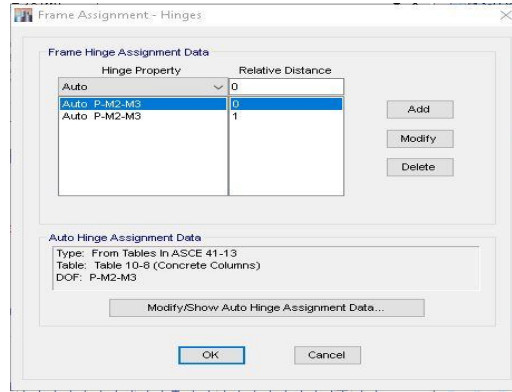 Frame Assignment - Hinges
Frame Hinge Assignment Data
Hinge Property Relative Distance
Auto 0
Auto P-M2-M3 0
Auto P-M2-M3 1
Add
Modify
Delete
Auto Hinge Assignment Data
Type: From Tables In ASCE 41-13
Table: Table 10-8 (Concrete Columns)
DOF: P-M2-M3
Modify/Show Auto Hinge Assignment Data...
OK Cancel